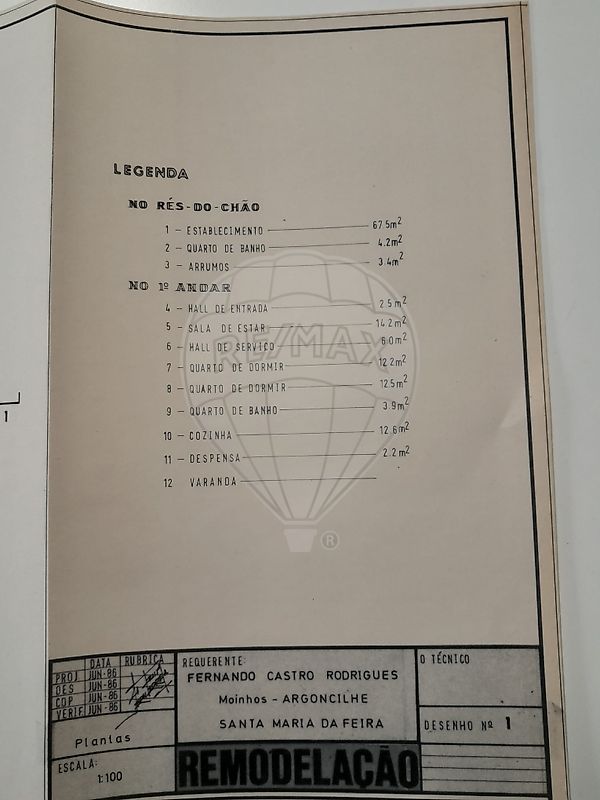 LEGENDA
NO RÉS-DO-CHÃO
1 - ESTABELECIMENTO 67.5m2
2 - QUARTO DE BANHO 4.2m2
3 - ARRUMOS 3.4m2
NO 1º ANDAR
4 - HALL DE ENTRADA 2.5m2
5 - SALA DE ESTAR 14.2m2
6 - HALL DE SERVIÇO 6.0m2
7 - QUARTO DE DORMIR 12.2m2
8 - QUARTO DE DORMIR 12.5m2
9 - QUARTO DE BANHO 3.9m2
10 - COZINHA 12.6m2
11 - DESPENSA 2.2m2
12 VARANDA
RE/MAX
®
1
DATA RUBRICA
PROJ JUN-86
DES JUN-86
COP JUN-86
VERIF JUN-86
Plantas
ESCALA:
1:100
REQUERENTE:
FERNANDO CASTRO RODRIGUES
Moinhos - ARGONCILHE
SANTA MARIA DA FEIRA
REMODELAÇÃO
O TÉCNICO
DESENHO Nº 1